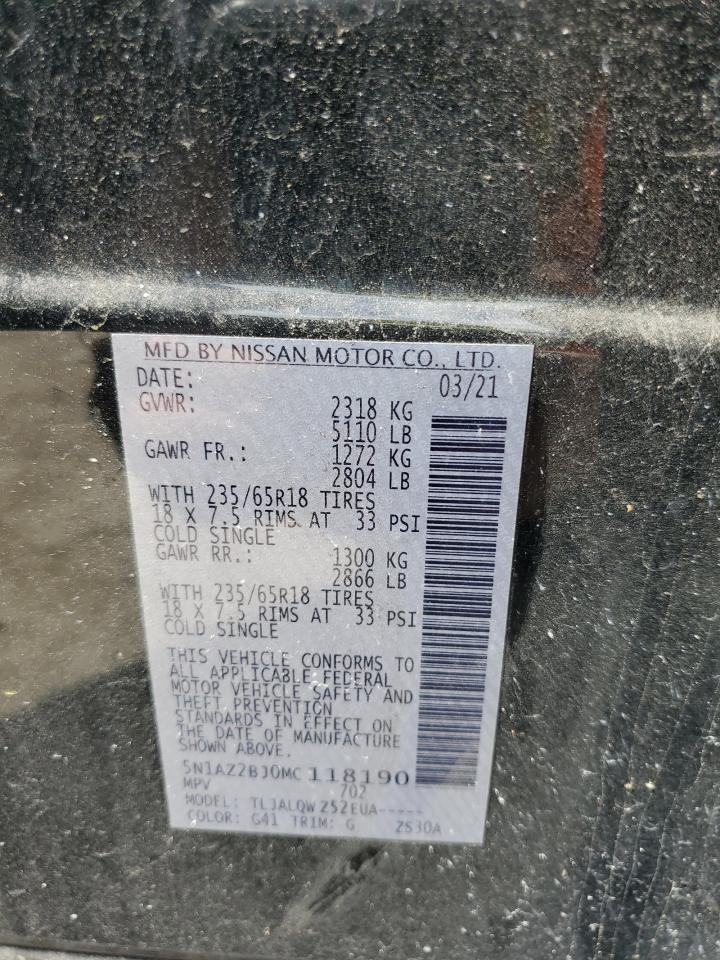 MFD BY NISSAN MOTOR CO., LTD.
DATE: 03/21
GVWR: 2318 KG
5110 LB
GAWR FR.: 1272 KG
2804 LB
WITH 235/65R18 TIRES
18 X 7.5 RIMS AT 33 PSI
COLD SINGLE
GAWR RR.: 1300 KG
2866 LB
WITH 235/65R18 TIRES
18 X 7.5 RIMS AT 33 PSI
COLD SINGLE
THIS VEHICLE CONFORMS TO
ALL APPLICABLE FEDERAL
MOTOR VEHICLE SAFETY AND
THEFT PREVENTION
STANDARDS IN EFFECT ON
THE DATE OF MANUFACTURE
SHOWN ABOVE.
5N1AZ2BJ0MC118190
MPV 702
MODEL: TLJALQW Z52EUA-----
COLOR: G41 TRIM: G ZS30A